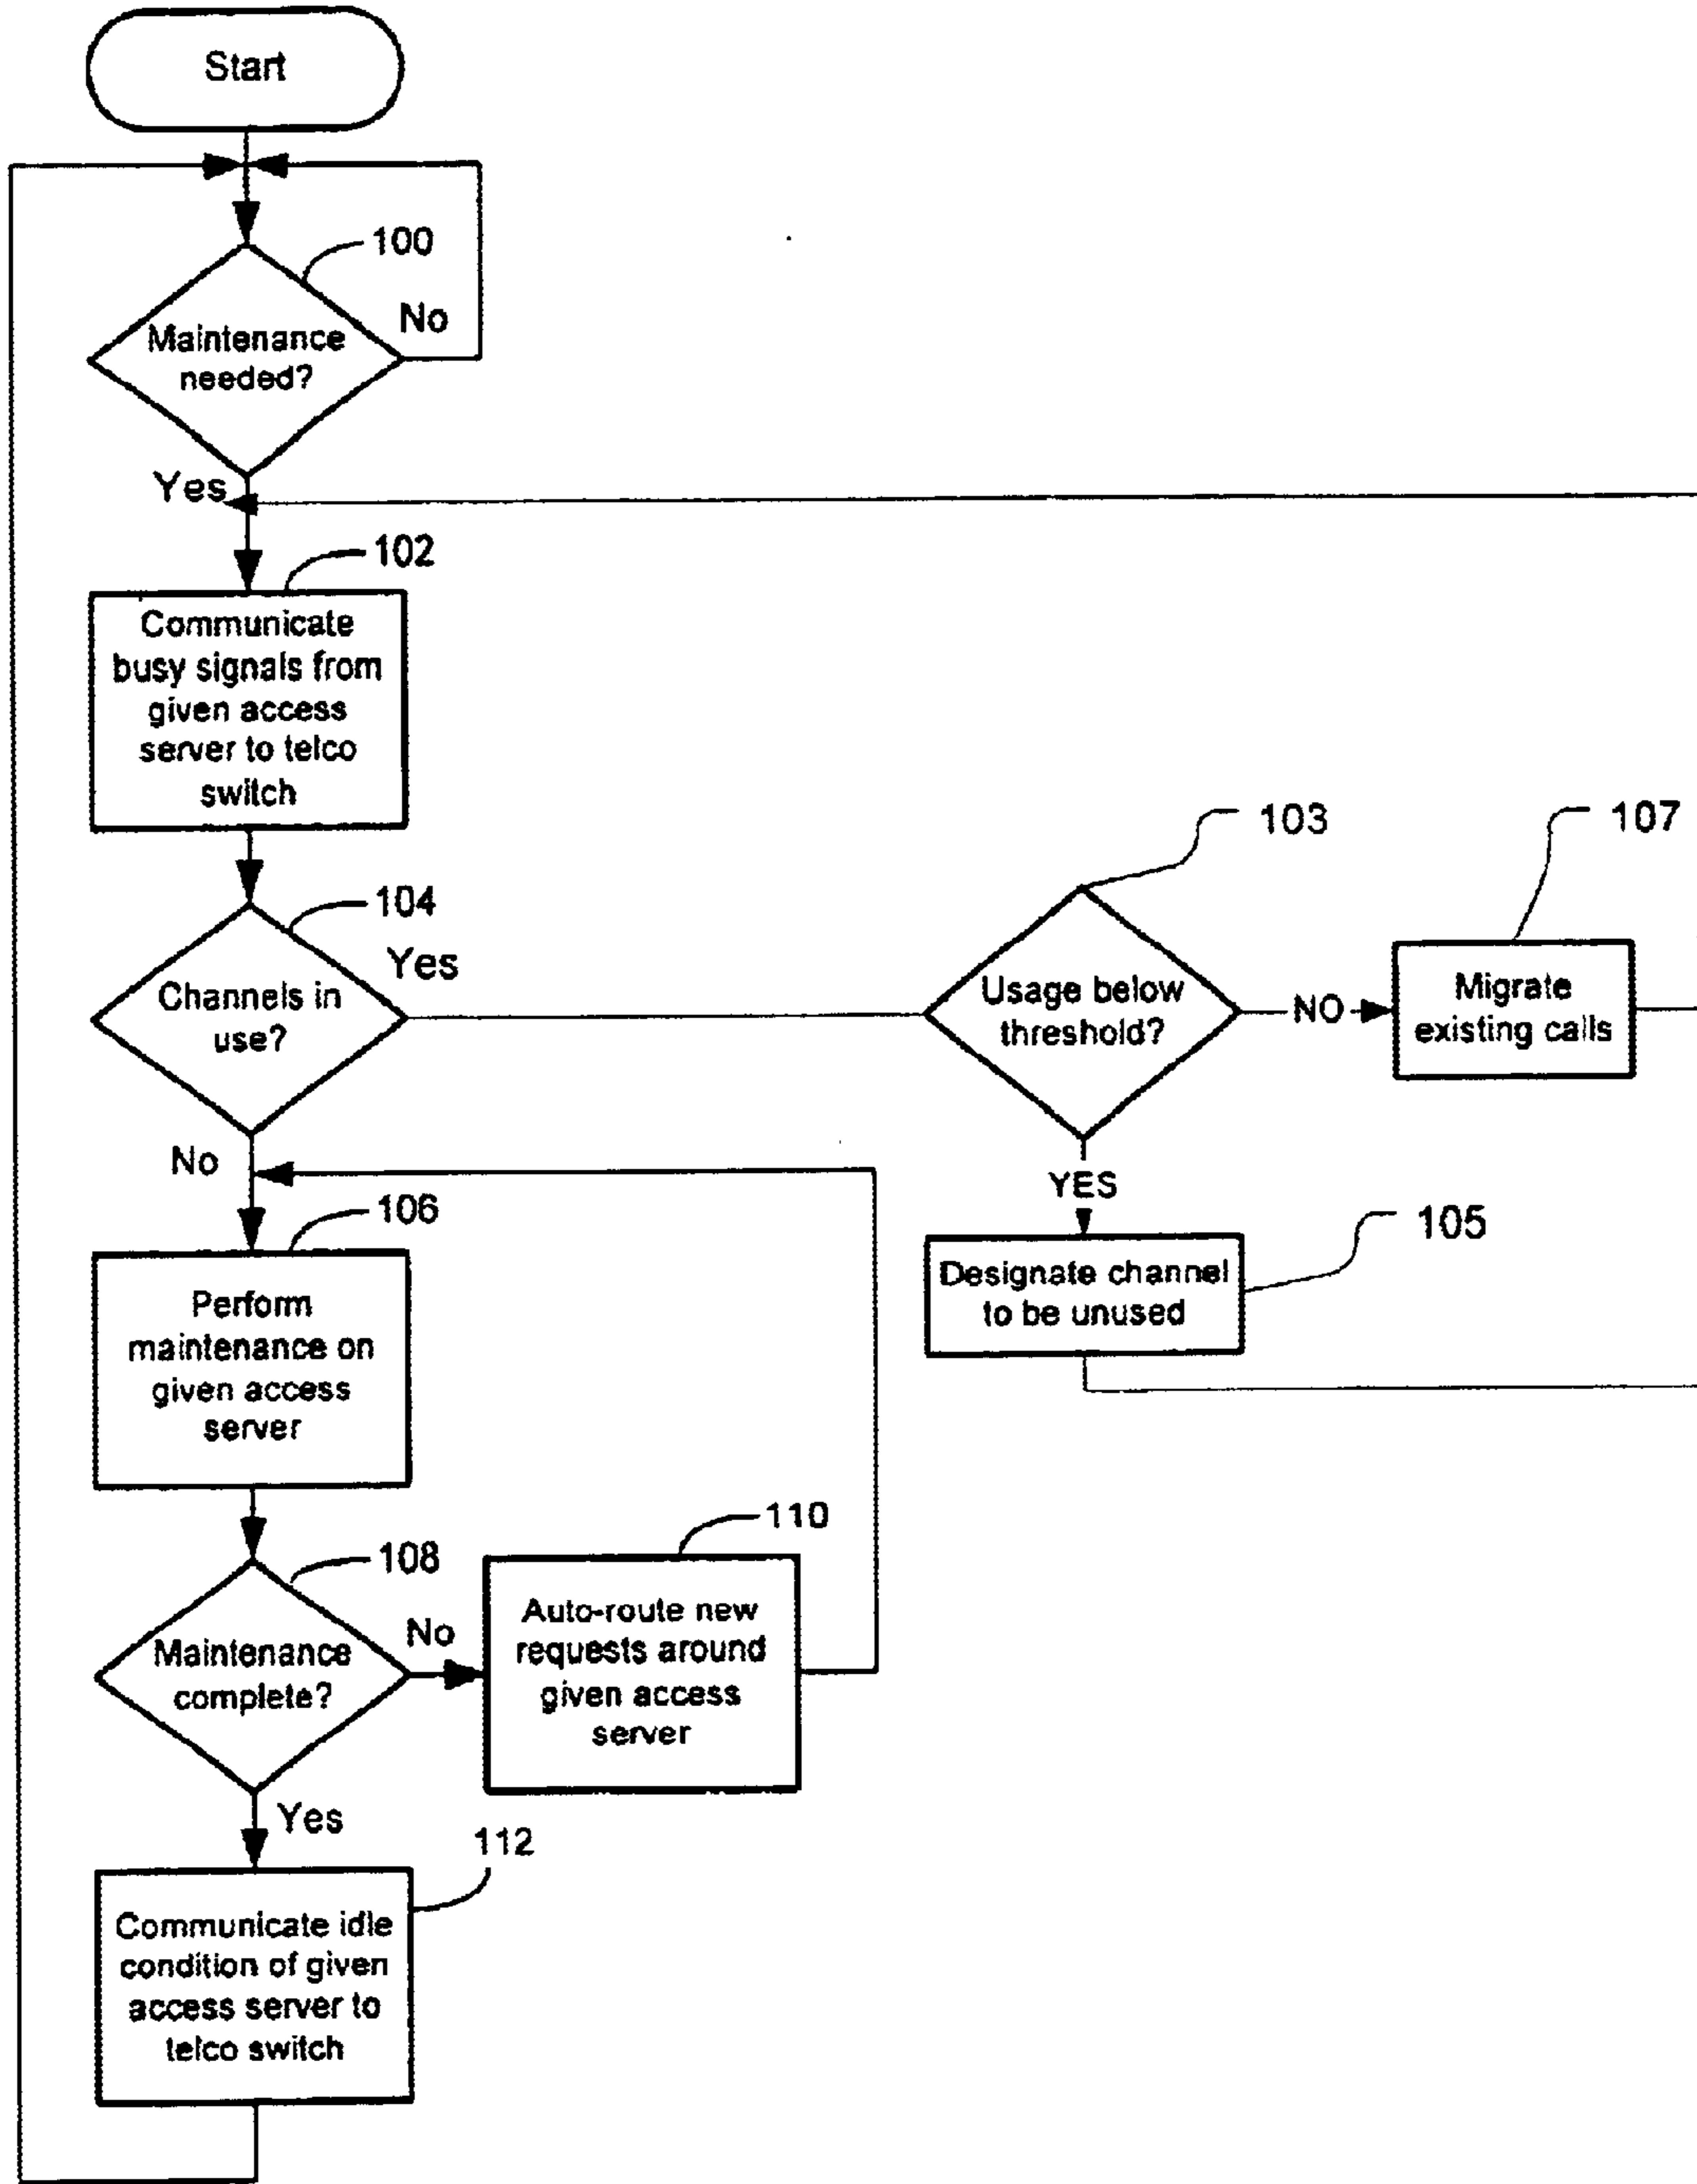 Start
100
No
Maintenance
needed?
Yes
102
Communicate
busy signals from
given access
server to telco
switch
104
Yes
Channels in
use?
No
103
Usage below
threshold?
NO
107
Migrate
existing calls
YES
105
Designate channel
to be unused
106
Perform
maintenance on
given access
server
108
No
Maintenance
complete?
Yes
110
Auto-route new
requests around
given access
server
112
Communicate idle
condition of given
access server to
telco switch